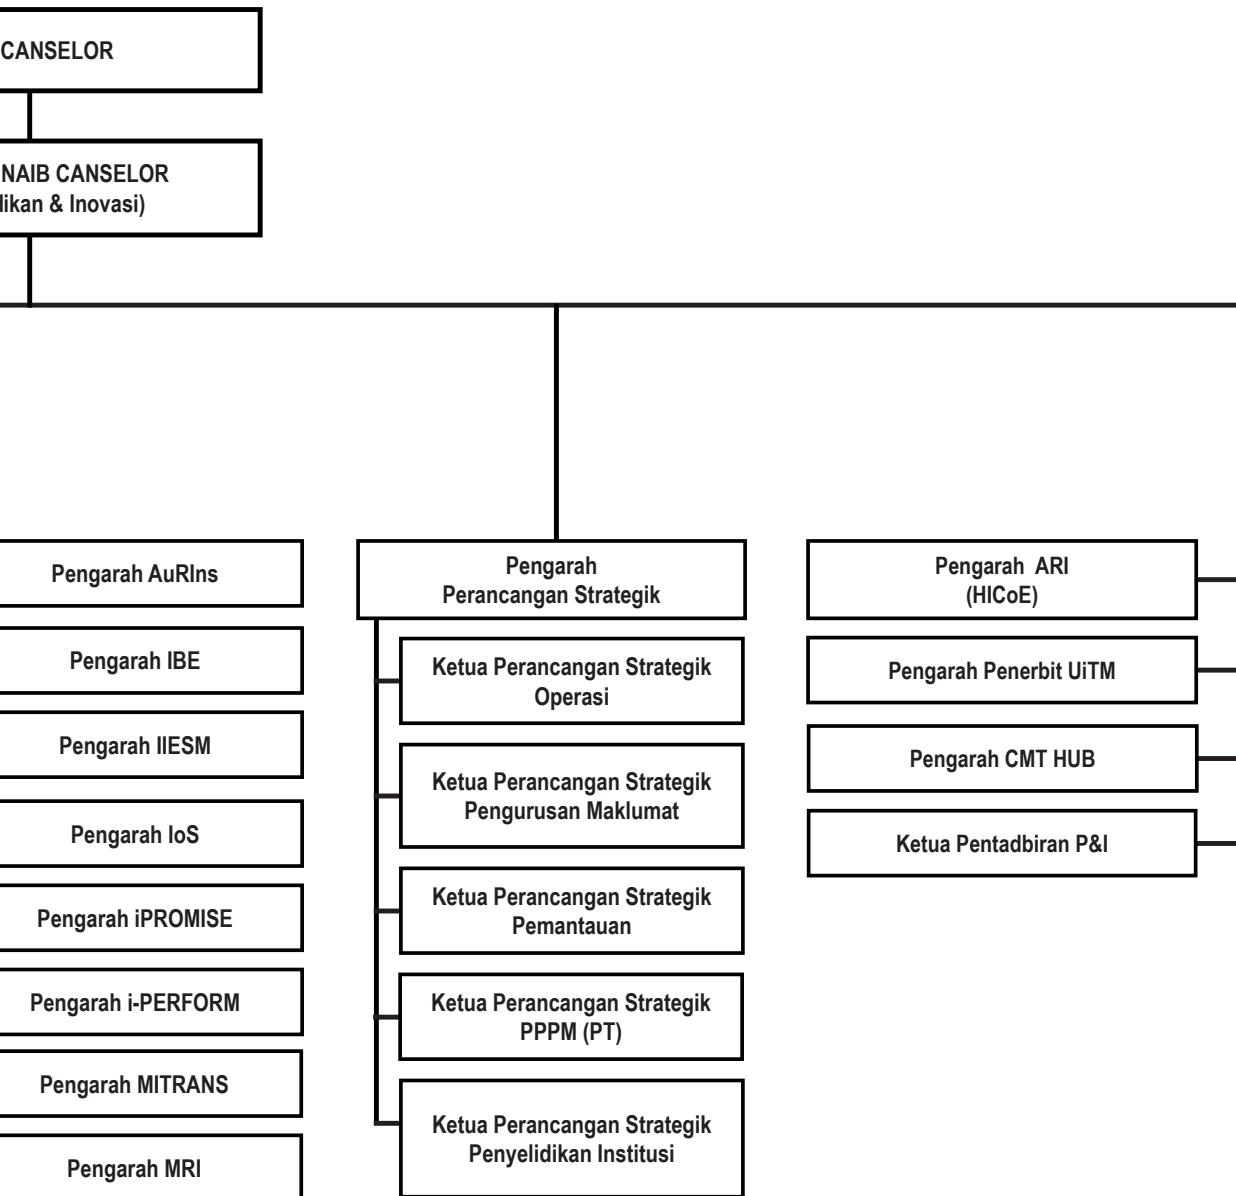 CANSELOR
NAIB CANSELOR
dikan & Inovasi)
Pengarah AuRIns
Pengarah IBE
Pengarah IIESM
Pengarah IoS
Pengarah iPROMISE
Pengarah i-PERFORM
Pengarah MITRANS
Pengarah MRI
Pengarah
Perancangan Strategik
Ketua Perancangan Strategik
Operasi
Ketua Perancangan Strategik
Pengurusan Maklumat
Ketua Perancangan Strategik
Pemantauan
Ketua Perancangan Strategik
PPPM (PT)
Ketua Perancangan Strategik
Penyelidikan Institusi
Pengarah ARI
(HICoE)
Pengarah Penerbit UiTM
Pengarah CMT HUB
Ketua Pentadbiran P&I